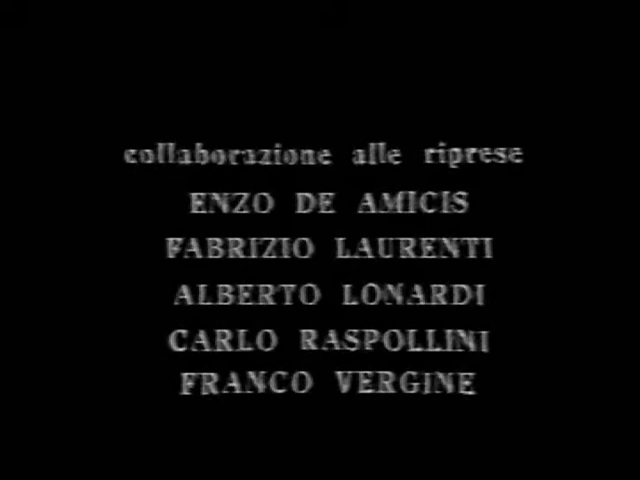 collaborazione alle riprese
ENZO DE AMICIS
FABRIZIO LAURENTI
ALBERTO LONARDI
CARLO RASPOLLINI
FRANCO VERGINE